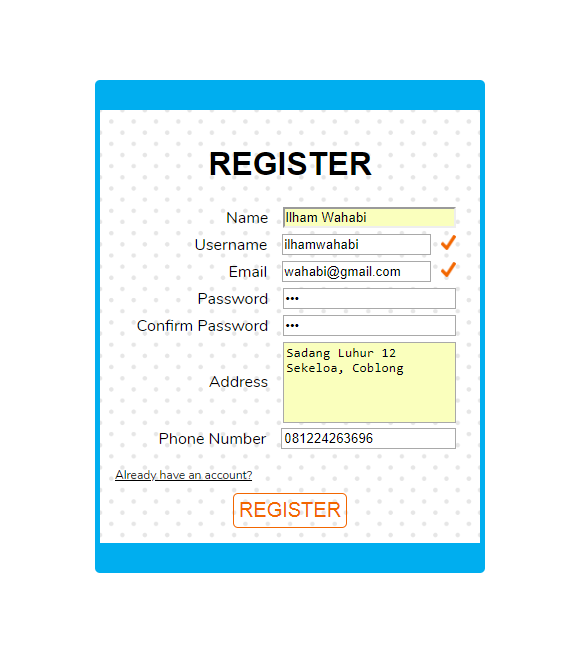 REGISTER
Name Ilham Wahabi
Username ilhamwahabi
Email wahabi@gmail.com
Password •••
Confirm Password •••
Address Sadang Luhur 12
Sekeloa, Coblong
Phone Number 081224263696
Already have an account?
REGISTER